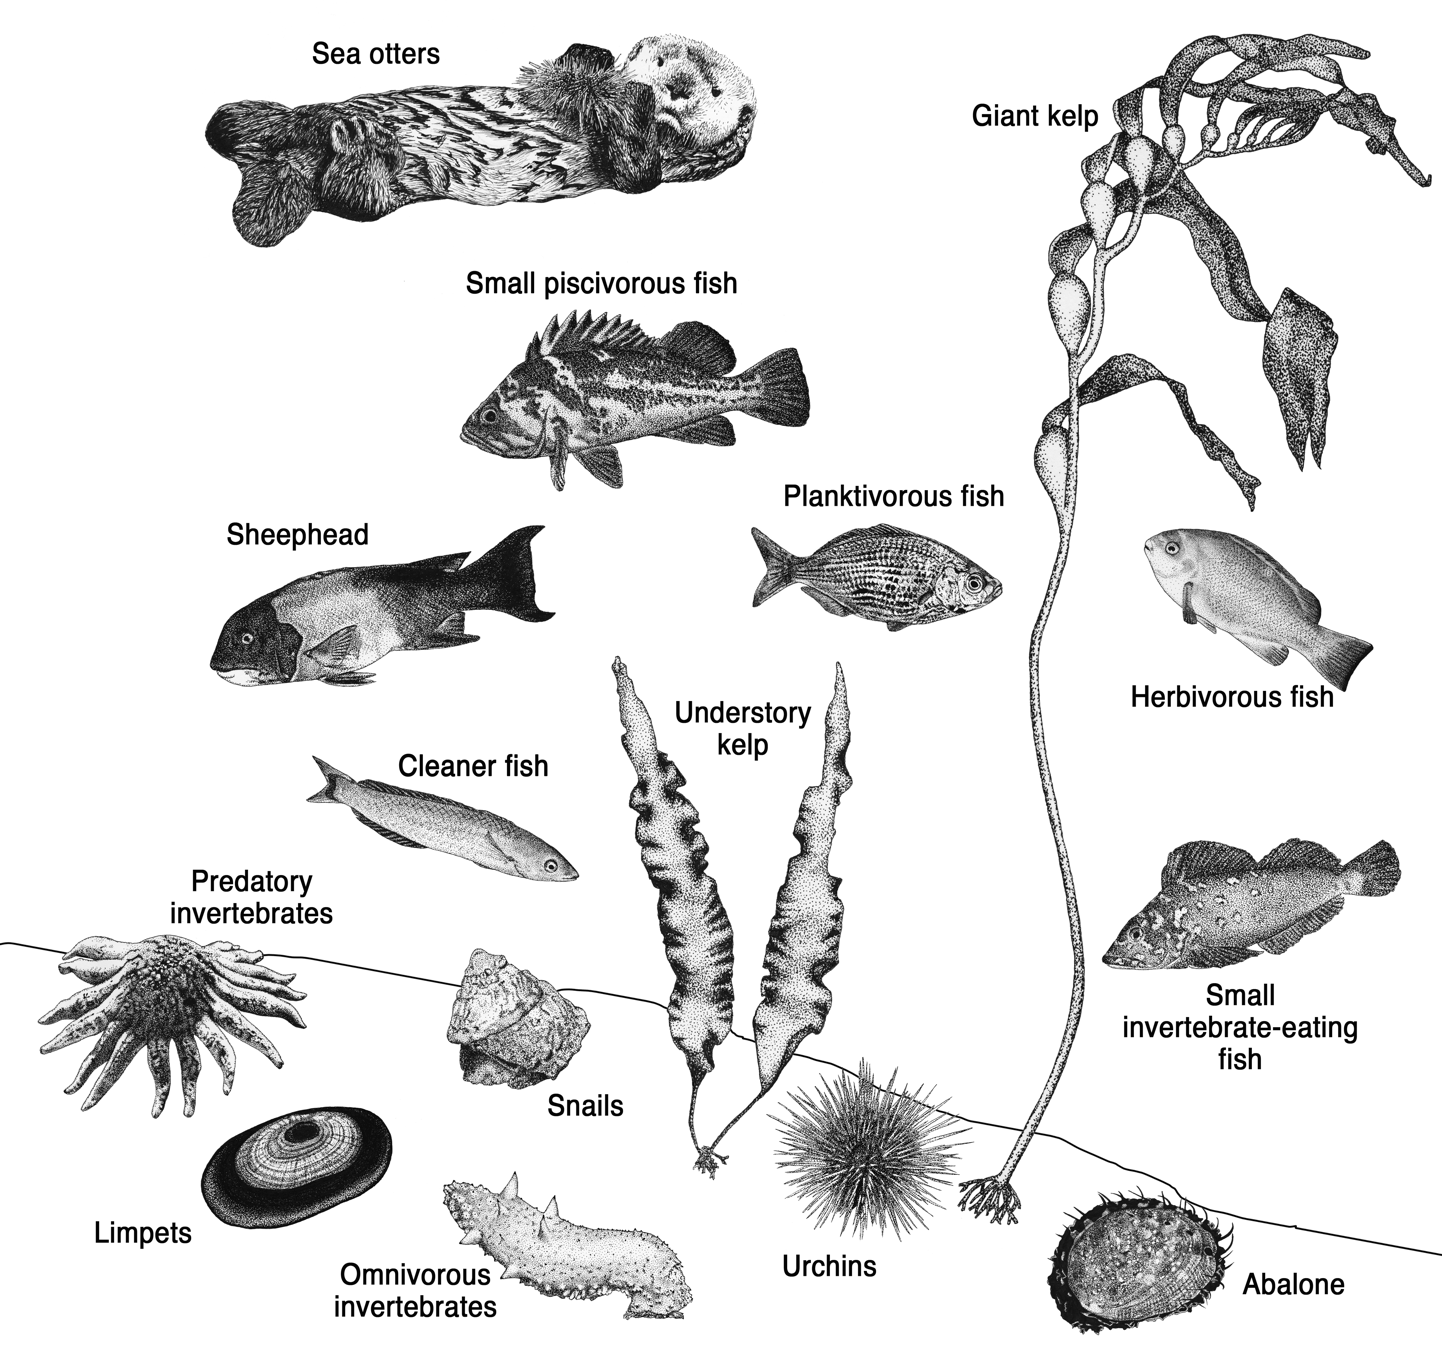 Sea otters
Giant kelp
Small piscivorous fish
Planktivorous fish
Sheephead
Herbivorous fish
Understory
kelp
Cleaner fish
Predatory
invertebrates
Small
invertebrate-eating
fish
Snails
Limpets
Omnivorous
invertebrates
Urchins
Abalone